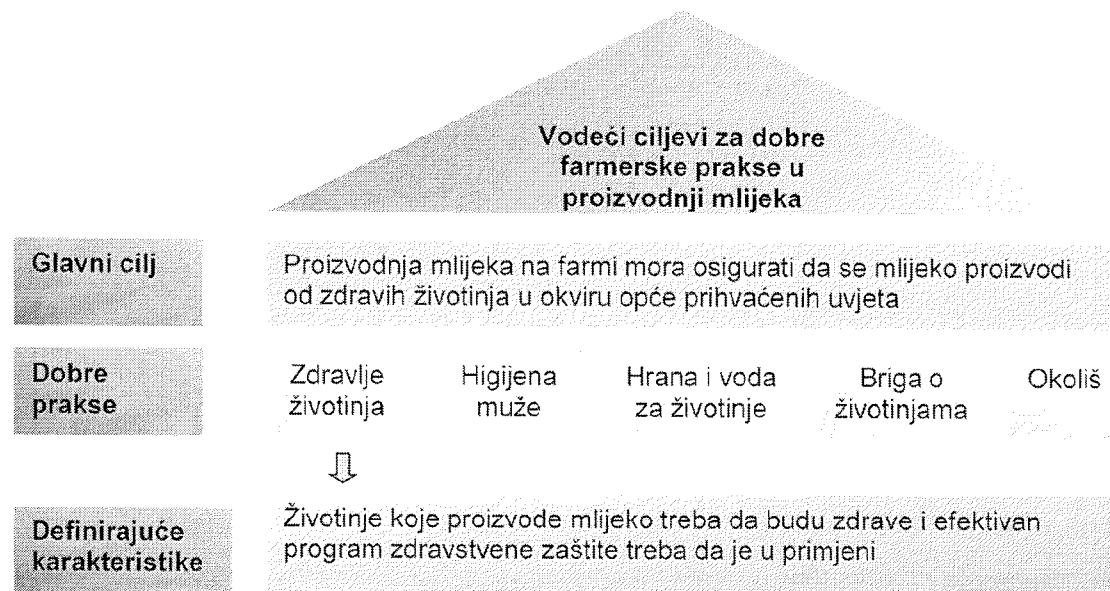 Vodeći ciljevi za dobre
farmerske prakse u
proizvodnji mlijeka
Glavni cilj
Proizvodnja mlijeka na farmi mora osigurati da se mlijeko proizvodi
od zdravih životinja u okviru opće prihvaćenih uvjeta
Dobre
prakse
Zdravlje
životinja
Higijena
muže
Hrana i voda
za životinje
Briga o
životinjama
Okoliš
Definirajuće
karakteristike
Životinje koje proizvode mlijeko treba da budu zdrave i efektivan
program zdravstvene zaštite treba da je u primjeni